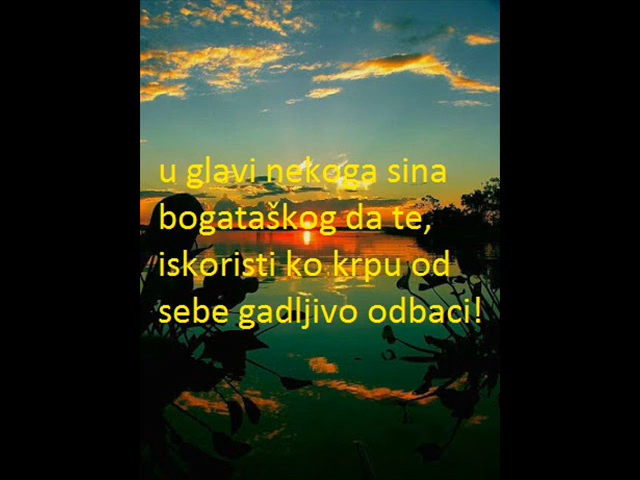 u glavi nekoga sina
bogataškog da te,
iskoristi ko krpu od
sebe gadljivo odbaci!